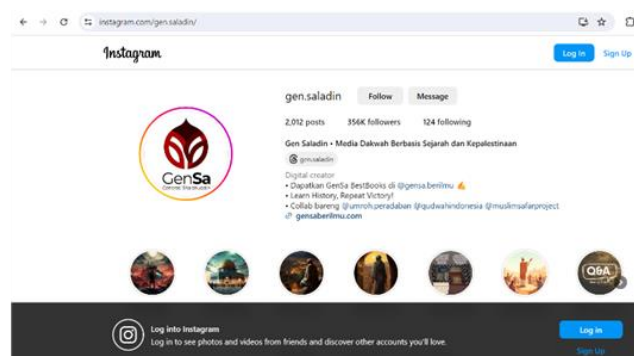 instagram.com/gen.saladin/
Instagram
Log In
Sign Up
gen.saladin
Follow
Message
2,012 posts
356K followers
124 following
Gen Saladin • Media Dakwah Berbasis Sejarah dan Kepalestinaan
gen.saladin
Digital creator
• Dapatkan GenSa BestBooks di @gensa.berilmu
• Learn History, Repeat Victory!
• Collab bareng @umroh.peradaban @qudwahindonesia @muslimsafarproject
gensaberilmu.com
GenSa
Q&A
Log into Instagram
Log in to see photos and videos from friends and discover other accounts you'll love.
Log in
Sign Up